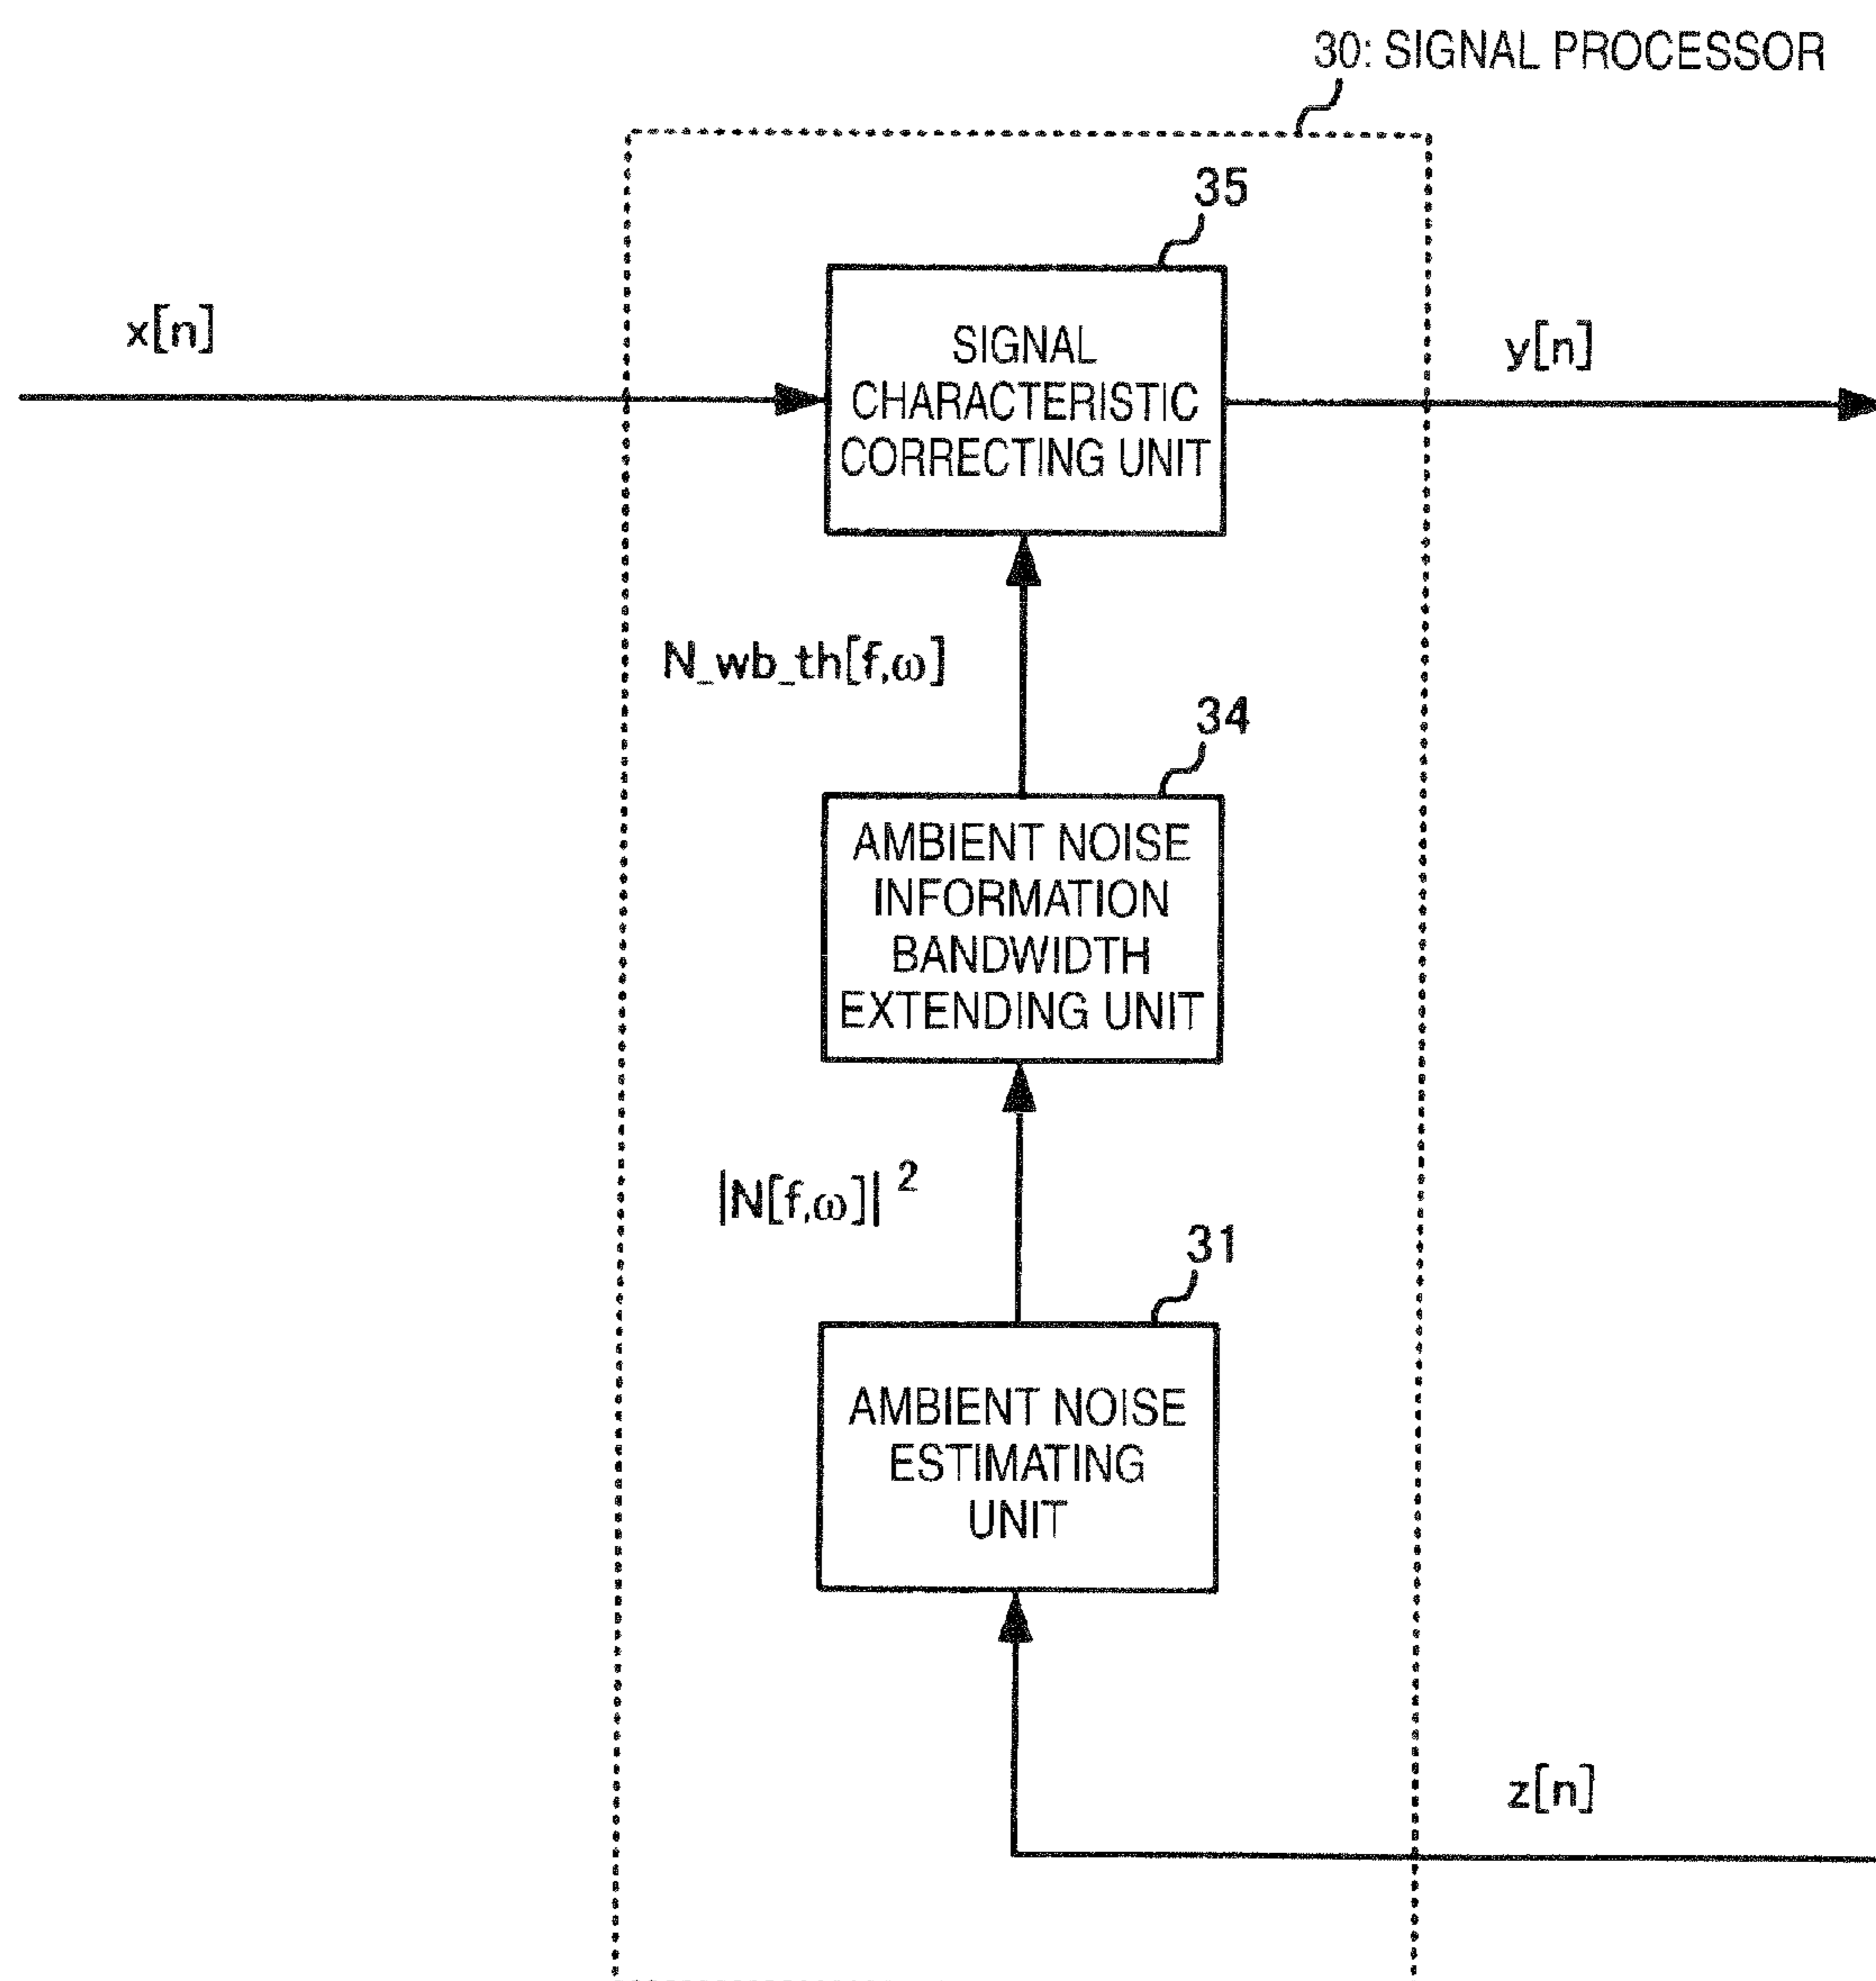 30: SIGNAL PROCESSOR
35
x[n]
SIGNAL
CHARACTERISTIC
CORRECTING UNIT
y[n]
N_wb_th[f,ω]
34
AMBIENT NOISE
INFORMATION
BANDWIDTH
EXTENDING UNIT
|N[f,ω]|²
31
AMBIENT NOISE
ESTIMATING
UNIT
z[n]